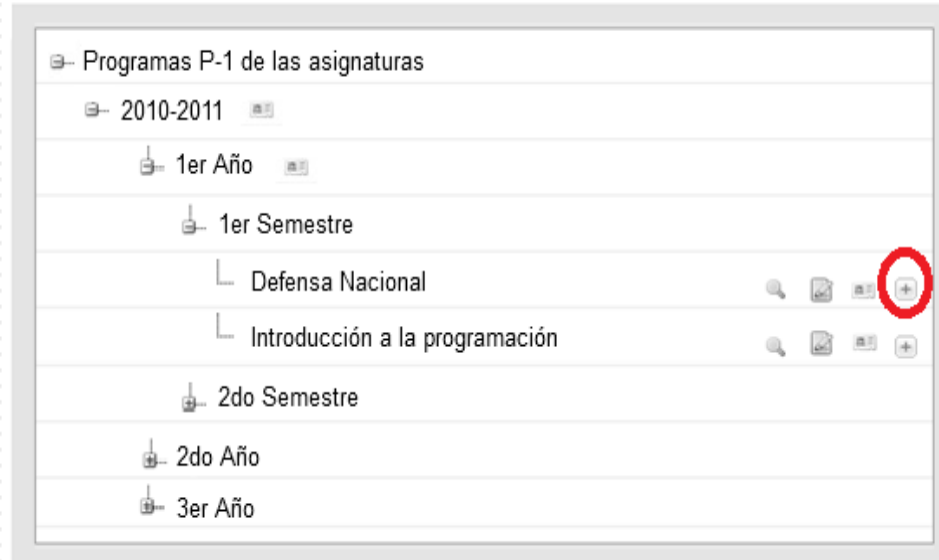 Programas P-1 de las asignaturas
2010-2011
1er Año
1er Semestre
Defensa Nacional
Introducción a la programación
2do Semestre
2do Año
3er Año